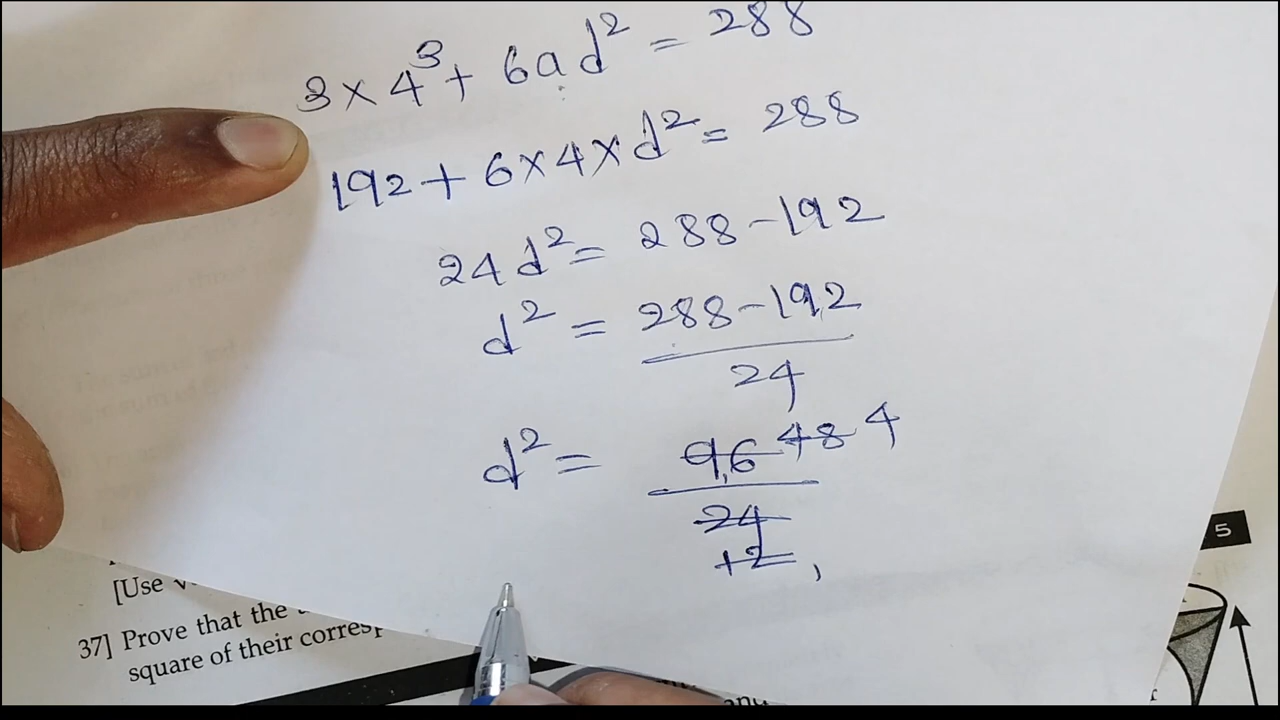 3 × 4³ + 6ad² = 288
192 + 6 × 4 × d² = 288
24d² = 288 - 192
d² = 288 - 192
24
d² = 96 48 4
24
12
5
[Use
37] Prove that the
square of their